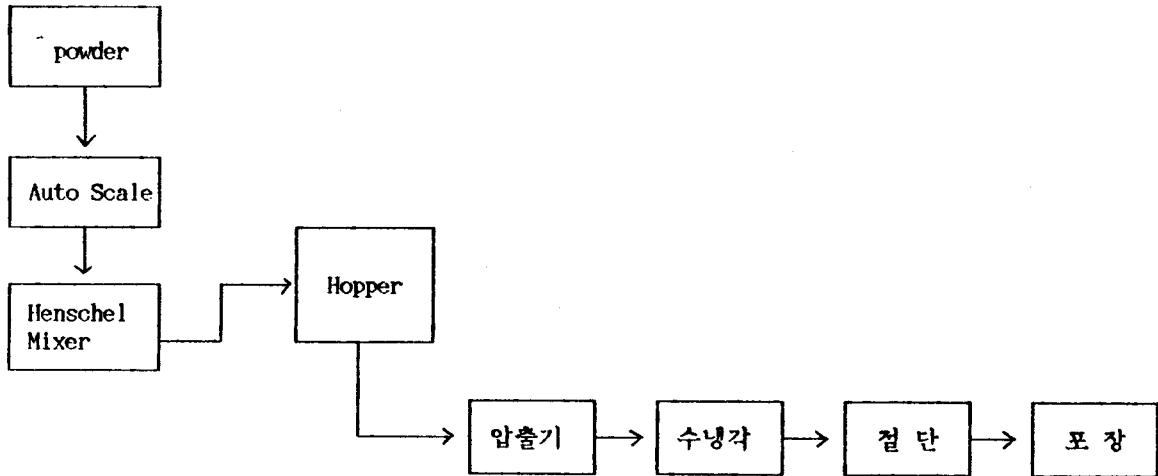 powder
Auto Scale
Henschel
Mixer
Hopper
압출기
수냉각
절 단
포 장